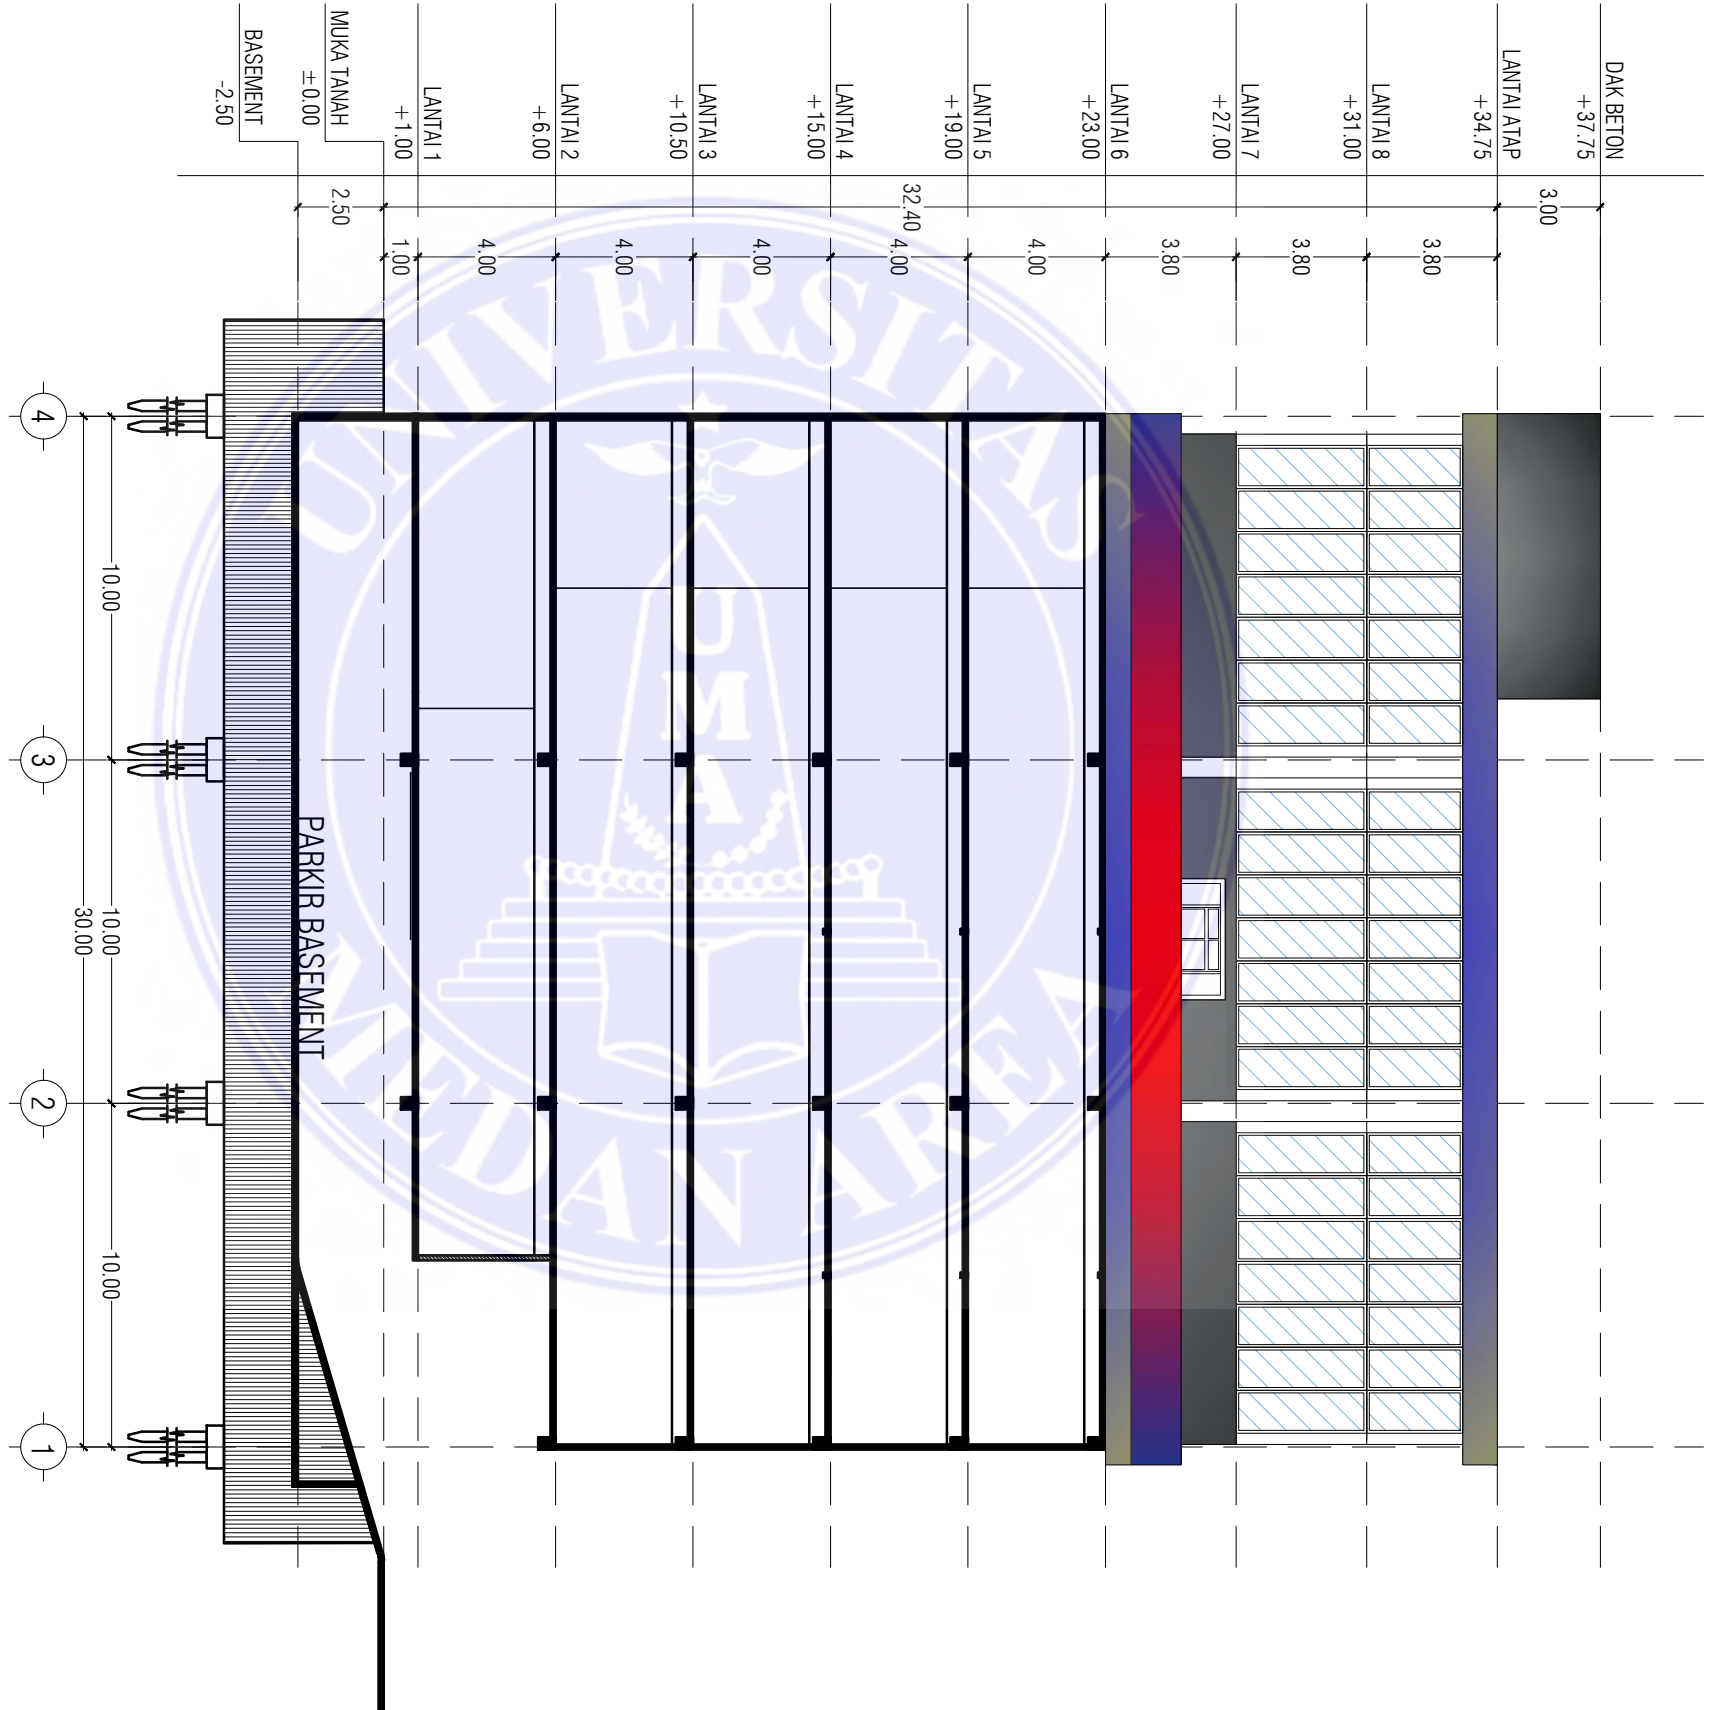 DAK BETON
+37.75
LANTAI ATAP
+34.75
LANTAI 8
+31.00
LANTAI 7
+27.00
LANTAI 6
+23.00
LANTAI 5
+19.00
LANTAI 4
+15.00
LANTAI 3
+10.50
LANTAI 2
+6.00
LANTAI 1
+1.00
MUKA TANAH
±0.00
BASEMENT
-2.50
3.00
32.40
2.50
3.80
3.80
3.80
4.00
4.00
4.00
4.00
4.00
1.00
UNIVERSITAS
UMA
MEDAN AREA
PARKIR BASEMENT
10.00
10.00
10.00
30.00
4
3
2
1